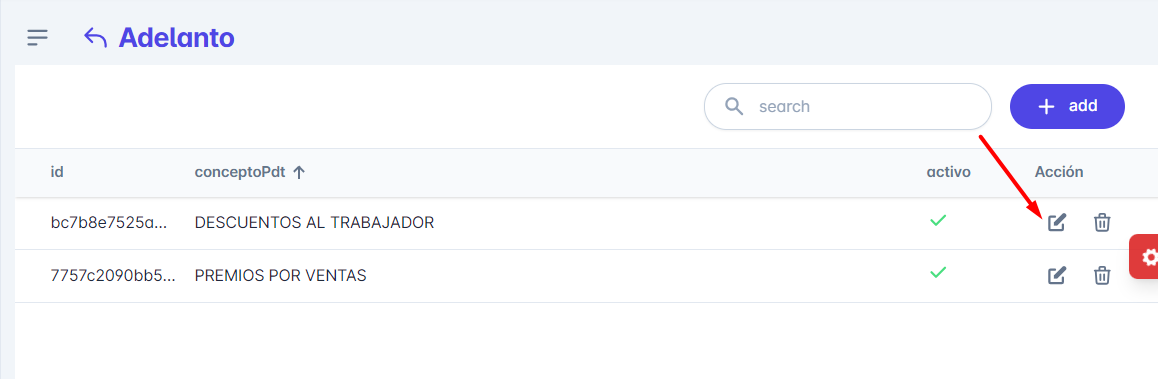 Adelanto
search
add
id conceptoPdt activo Acción
bc7b8e7525a... DESCUENTOS AL TRABAJADOR
7757c2090bb5... PREMIOS POR VENTAS